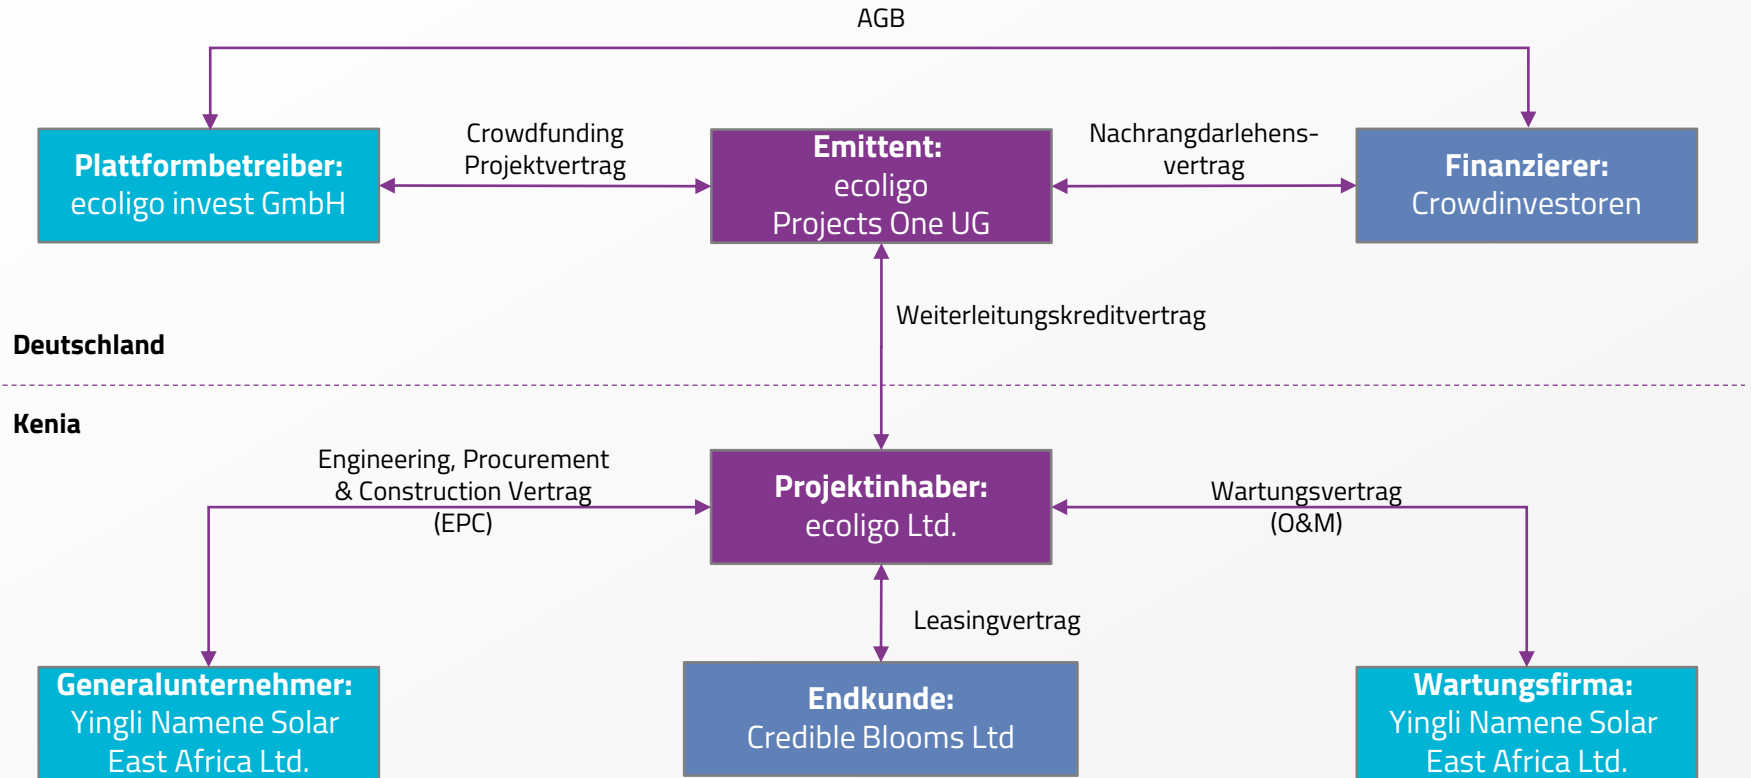 AGB
Plattformbetreiber:
ecoligo invest GmbH
Crowdfunding
Projektvertrag
Emittent:
ecoligo
Projects One UG
Nachrangdarlehens-
vertrag
Finanzierer:
Crowdinvestoren
Weiterleitungskreditvertrag
Deutschland
Kenia
Engineering, Procurement
& Construction Vertrag
(EPC)
Projektinhaber:
ecoligo Ltd.
Wartungsvertrag
(O&M)
Leasingvertrag
Generalunternehmer:
Yingli Namene Solar
East Africa Ltd.
Endkunde:
Credible Blooms Ltd
Wartungsfirma:
Yingli Namene Solar
East Africa Ltd.